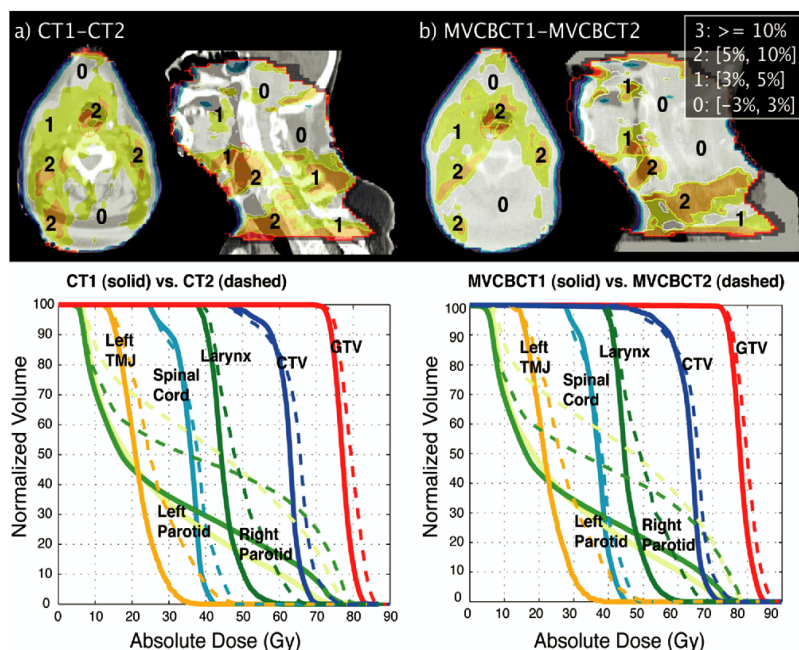 a) CT1-CT2
b) MVCBCT1-MVCBCT2
3: >= 10%
2: [5%, 10%]
1: [3%, 5%]
0: [-3%, 3%]
0
2
1
2
2
0
0
1
0
1
2
2
2
1
0
2
1
2
2
0
0
1
0
1
2
0
2
1
CT1 (solid) vs. CT2 (dashed)
Normalized Volume
100
90
80
70
60
50
40
30
20
10
0
Left
TMJ
Spinal
Cord
Larynx
CTV
GTV
Left
Parotid
Right
Parotid
0 10 20 30 40 50 60 70 80 90
Absolute Dose (Gy)
MVCBCT1 (solid) vs. MVCBCT2 (dashed)
Normalized Volume
100
90
80
70
60
50
40
30
20
10
0
Left
TMJ
Spinal
Cord
Larynx
CTV
GTV
Left
Parotid
Right
Parotid
0 10 20 30 40 50 60 70 80 90
Absolute Dose (Gy)